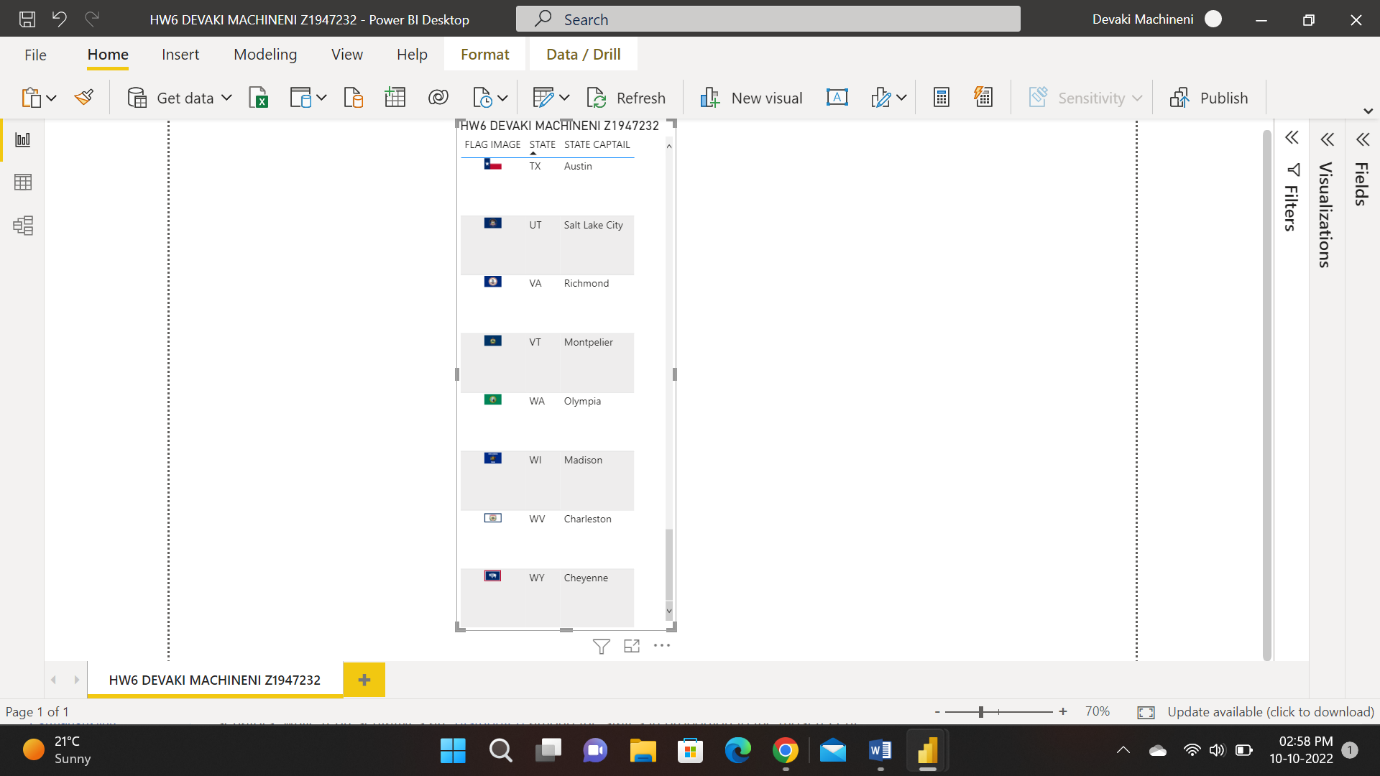 HW6 DEVAKI MACHINENI Z1947232 - Power BI Desktop
Search
Devaki Machineni
File Home Insert Modeling View Help Format Data / Drill
Get data Refresh New visual Sensitivity Publish
HW6 DEVAKI MACHINENI Z1947232
FLAG IMAGE STATE STATE CAPTAIL
TX Austin
UT Salt Lake City
VA Richmond
VT Montpelier
WA Olympia
WI Madison
WV Charleston
WY Cheyenne
Filters
Visualizations
Fields
HW6 DEVAKI MACHINENI Z1947232
Page 1 of 1
- + 70% Update available (click to download)
21°C
Sunny
02:58 PM
10-10-2022
1